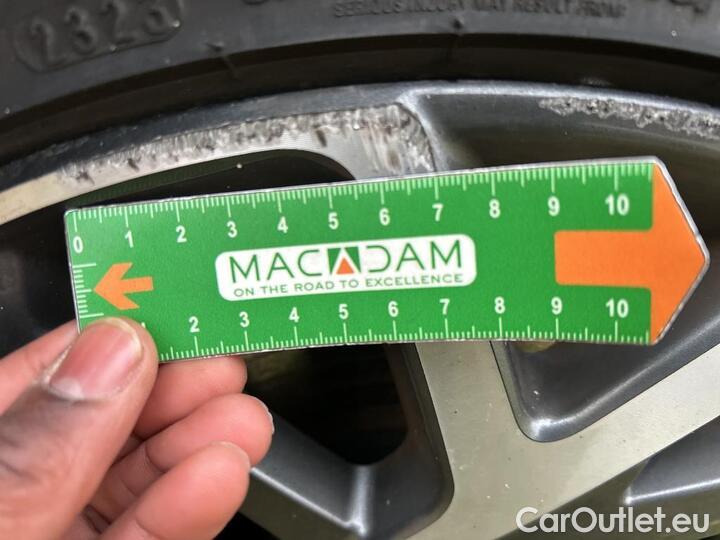 2323
SERIOUS INJURY MAY RESULT FROM:
0 1 2 3 4 5 6 7 8 9 10
MACADAM
ON THE ROAD TO EXCELLENCE
2 3 4 5 6 7 8 9 10
CarOutlet.eu